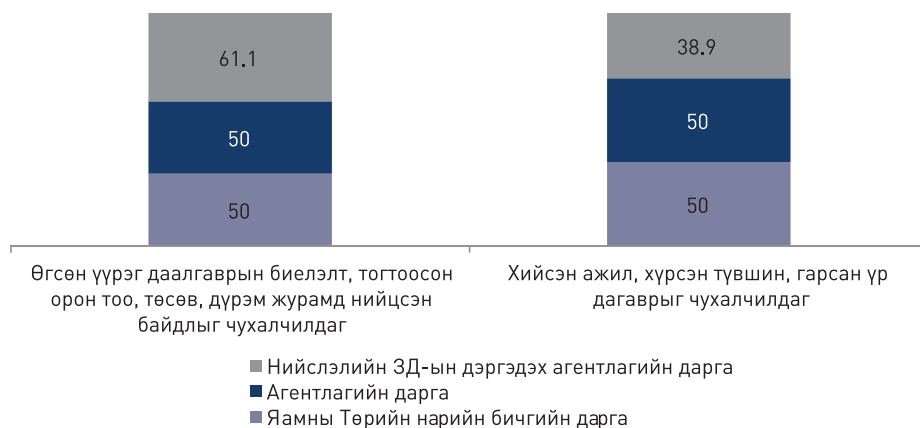 61.1
50
50
38.9
50
50
Өгсөн үүрэг даалгаврын биелэлт, тогтоосон
орон тоо, төсөв, дүрэм журамд нийцсэн
байдлыг чухалчилдаг
Хийсэн ажил, хүрсэн түвшин, гарсан үр
дагаврыг чухалчилдаг
Нийслэлийн ЗД-ын дэргэдэх агентлагийн дарга
Агентлагийн дарга
Яамны Төрийн нарийн бичгийн дарга